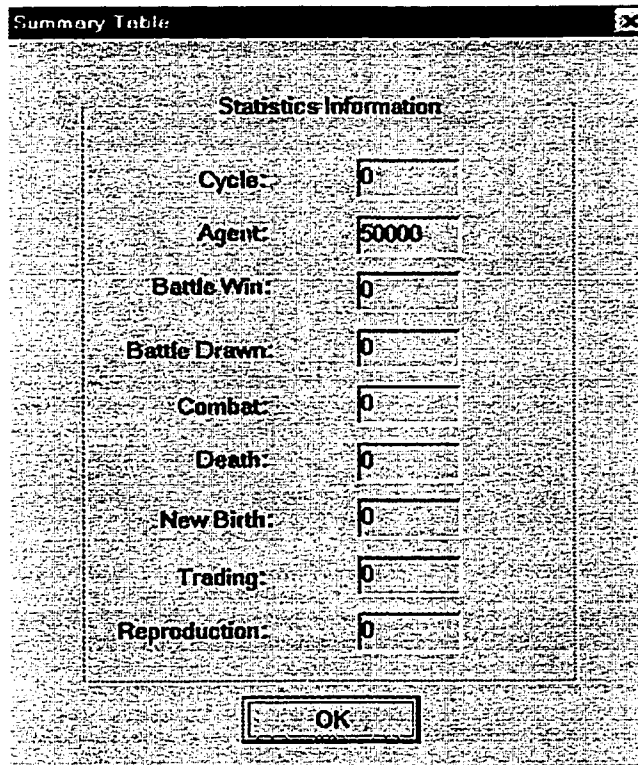 Summary Table
Statistics Information
Cycle: 0
Agent: 50000
Battle Win: 0
Battle Drawn: 0
Combat: 0
Death: 0
New Birth: 0
Trading: 0
Reproduction: 0
OK